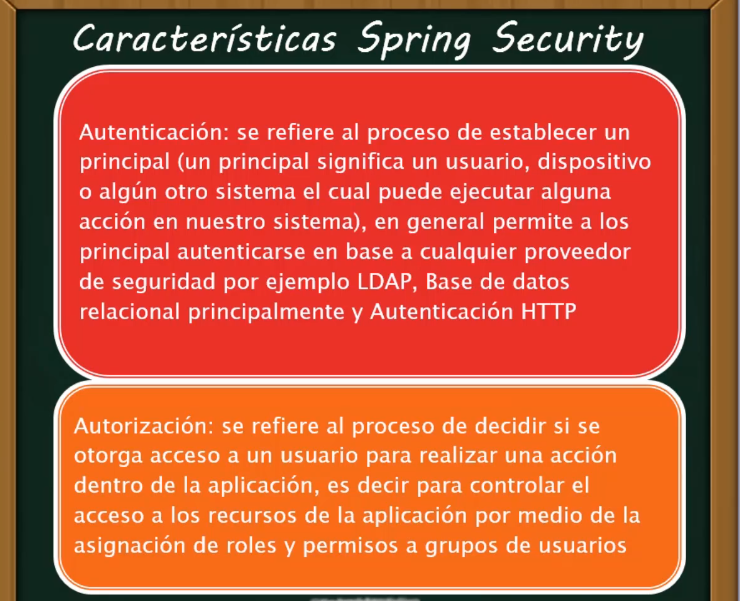 Características Spring Security
Autenticación: se refiere al proceso de establecer un
principal (un principal significa un usuario, dispositivo
o algún otro sistema el cual puede ejecutar alguna
acción en nuestro sistema), en general permite a los
principal autenticarse en base a cualquier proveedor
de seguridad por ejemplo LDAP, Base de datos
relacional principalmente y Autenticación HTTP
Autorización: se refiere al proceso de decidir si se
otorga acceso a un usuario para realizar una acción
dentro de la aplicación, es decir para controlar el
acceso a los recursos de la aplicación por medio de la
asignación de roles y permisos a grupos de usuarios